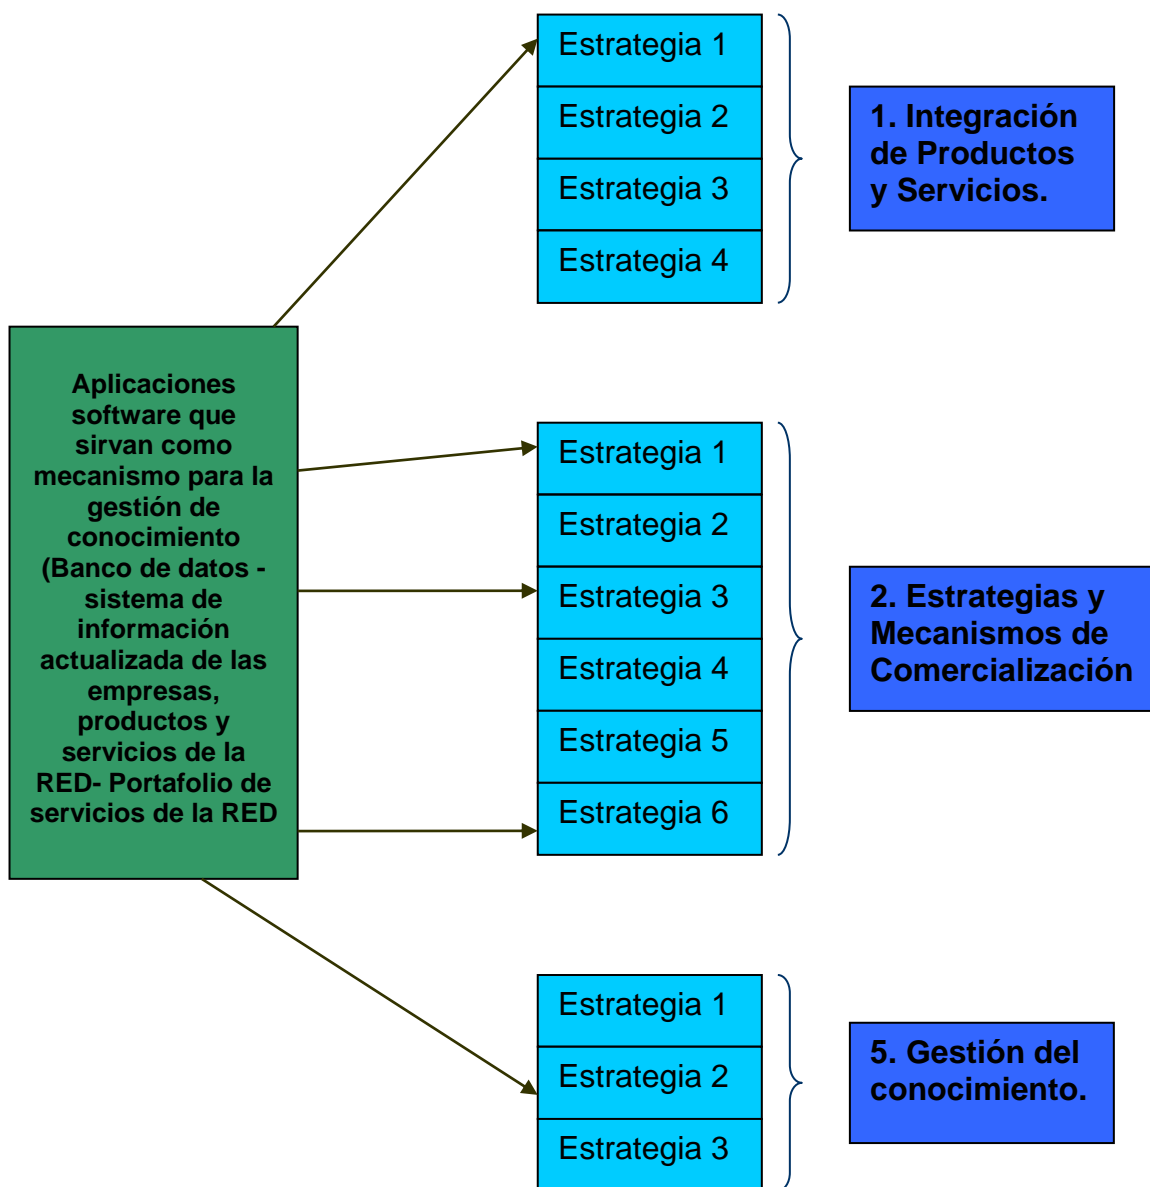 Estrategia 1
Estrategia 2
Estrategia 3
Estrategia 4
1. Integración
de Productos
y Servicios.
Aplicaciones
software que
sirvan como
mecanismo para la
gestión de
conocimiento
(Banco de datos -
sistema de
información
actualizada de las
empresas,
productos y
servicios de la
RED- Portafolio de
servicios de la RED
Estrategia 1
Estrategia 2
Estrategia 3
Estrategia 4
Estrategia 5
Estrategia 6
2. Estrategias y
Mecanismos de
Comercialización
Estrategia 1
Estrategia 2
Estrategia 3
5. Gestión del
conocimiento.